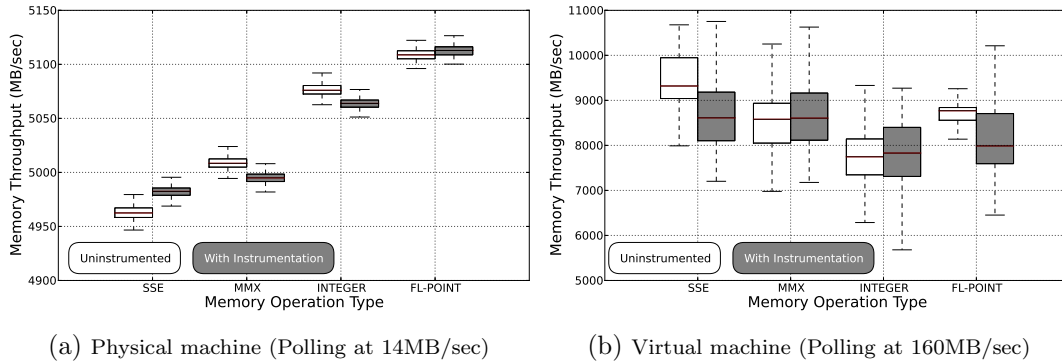 Memory Throughput (MB/sec)
5150
5100
5050
5000
4950
4900
Uninstrumented
With Instrumentation
SSE
MMX
INTEGER
FL-POINT
Memory Operation Type
(a) Physical machine (Polling at 14MB/sec)
Memory Throughput (MB/sec)
11000
10000
9000
8000
7000
6000
5000
Uninstrumented
With Instrumentation
SSE
MMX
INTEGER
FL-POINT
Memory Operation Type
(b) Virtual machine (Polling at 160MB/sec)